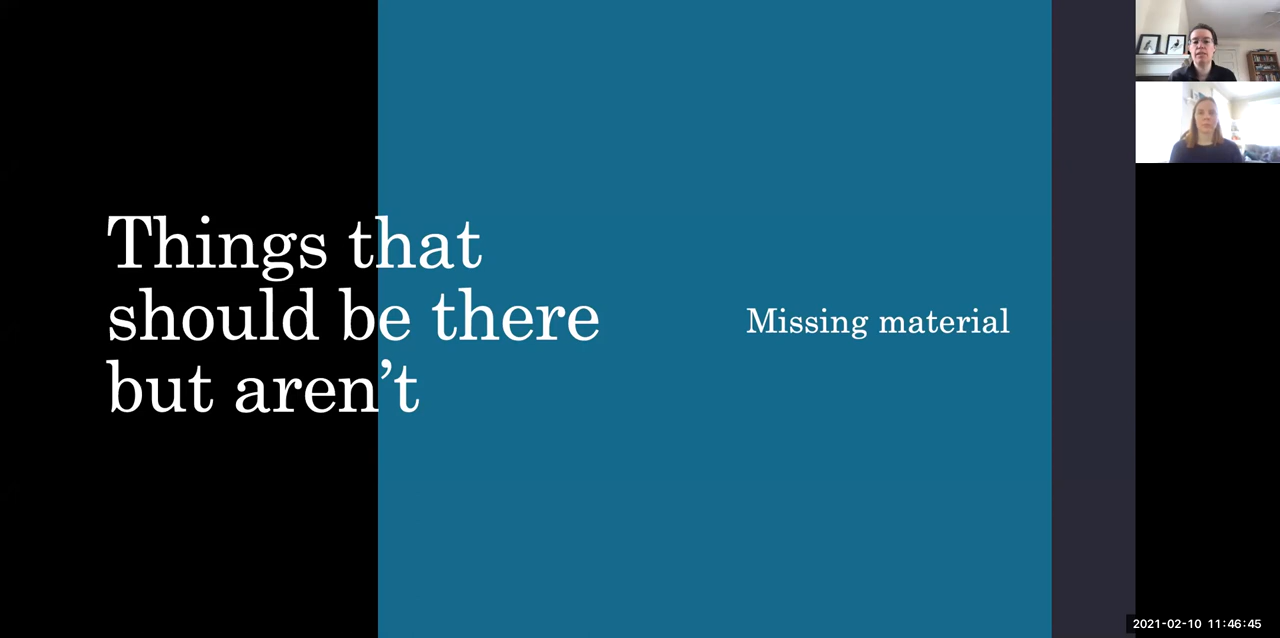 Things that
should be there
but aren’t
Missing material
2021-02-10 11:46:45